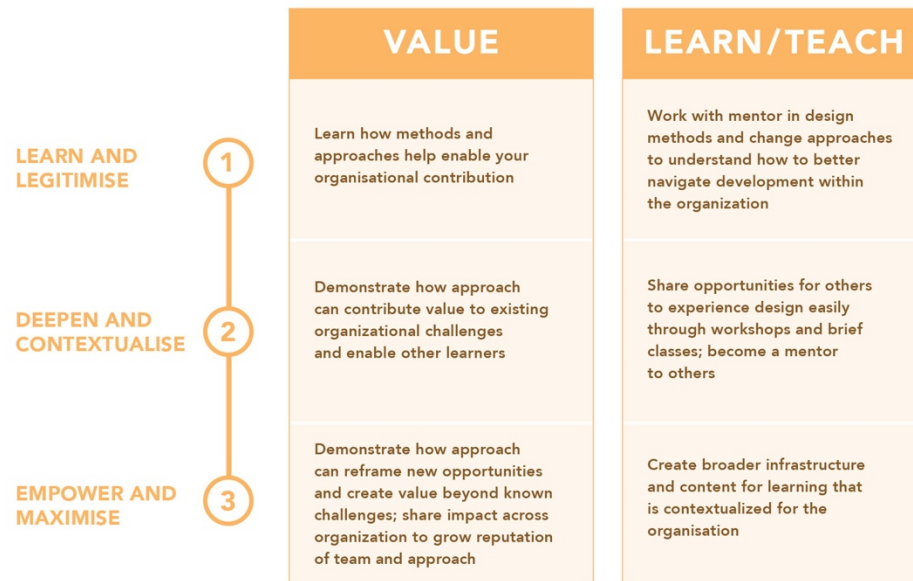 VALUE
LEARN/TEACH
LEARN AND
LEGITIMISE
1
Learn how methods and
approaches help enable your
organisational contribution
Work with mentor in design
methods and change approaches
to understand how to better
navigate development within
the organization
DEEPEN AND
CONTEXTUALISE
2
Demonstrate how approach
can contribute value to existing
organizational challenges
and enable other learners
Share opportunities for others
to experience design easily
through workshops and brief
classes; become a mentor
to others
EMPOWER AND
MAXIMISE
3
Demonstrate how approach
can reframe new opportunities
and create value beyond known
challenges; share impact across
organization to grow reputation
of team and approach
Create broader infrastructure
and content for learning that
is contextualized for the
organisation